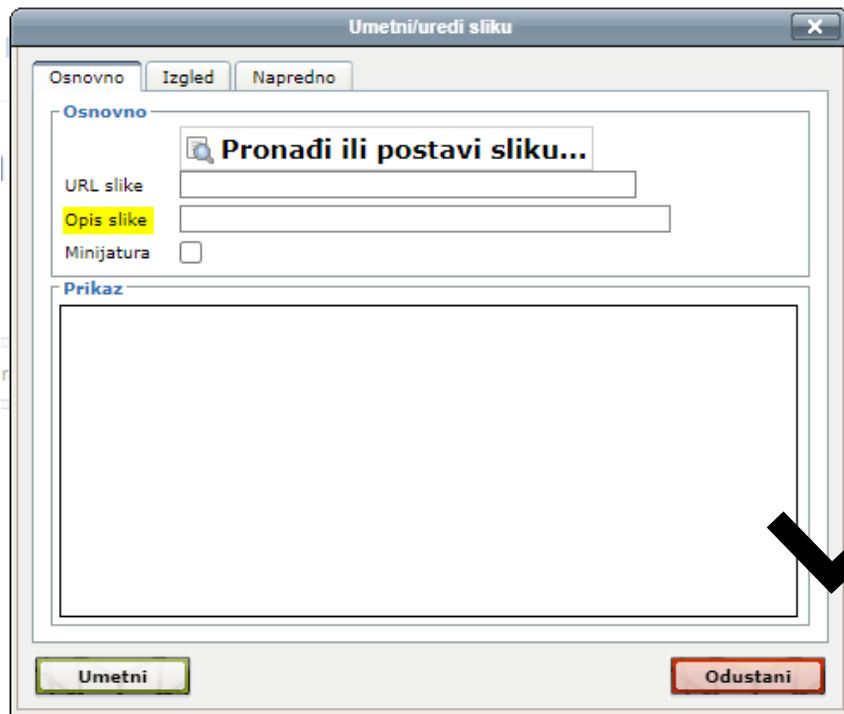 Umetni/uredi sliku
Osnovno Izgled Napredno
Osnovno
Pronađi ili postavi sliku...
URL slike
Opis slike
Minijatura
Prikaz
Umetni Odustani